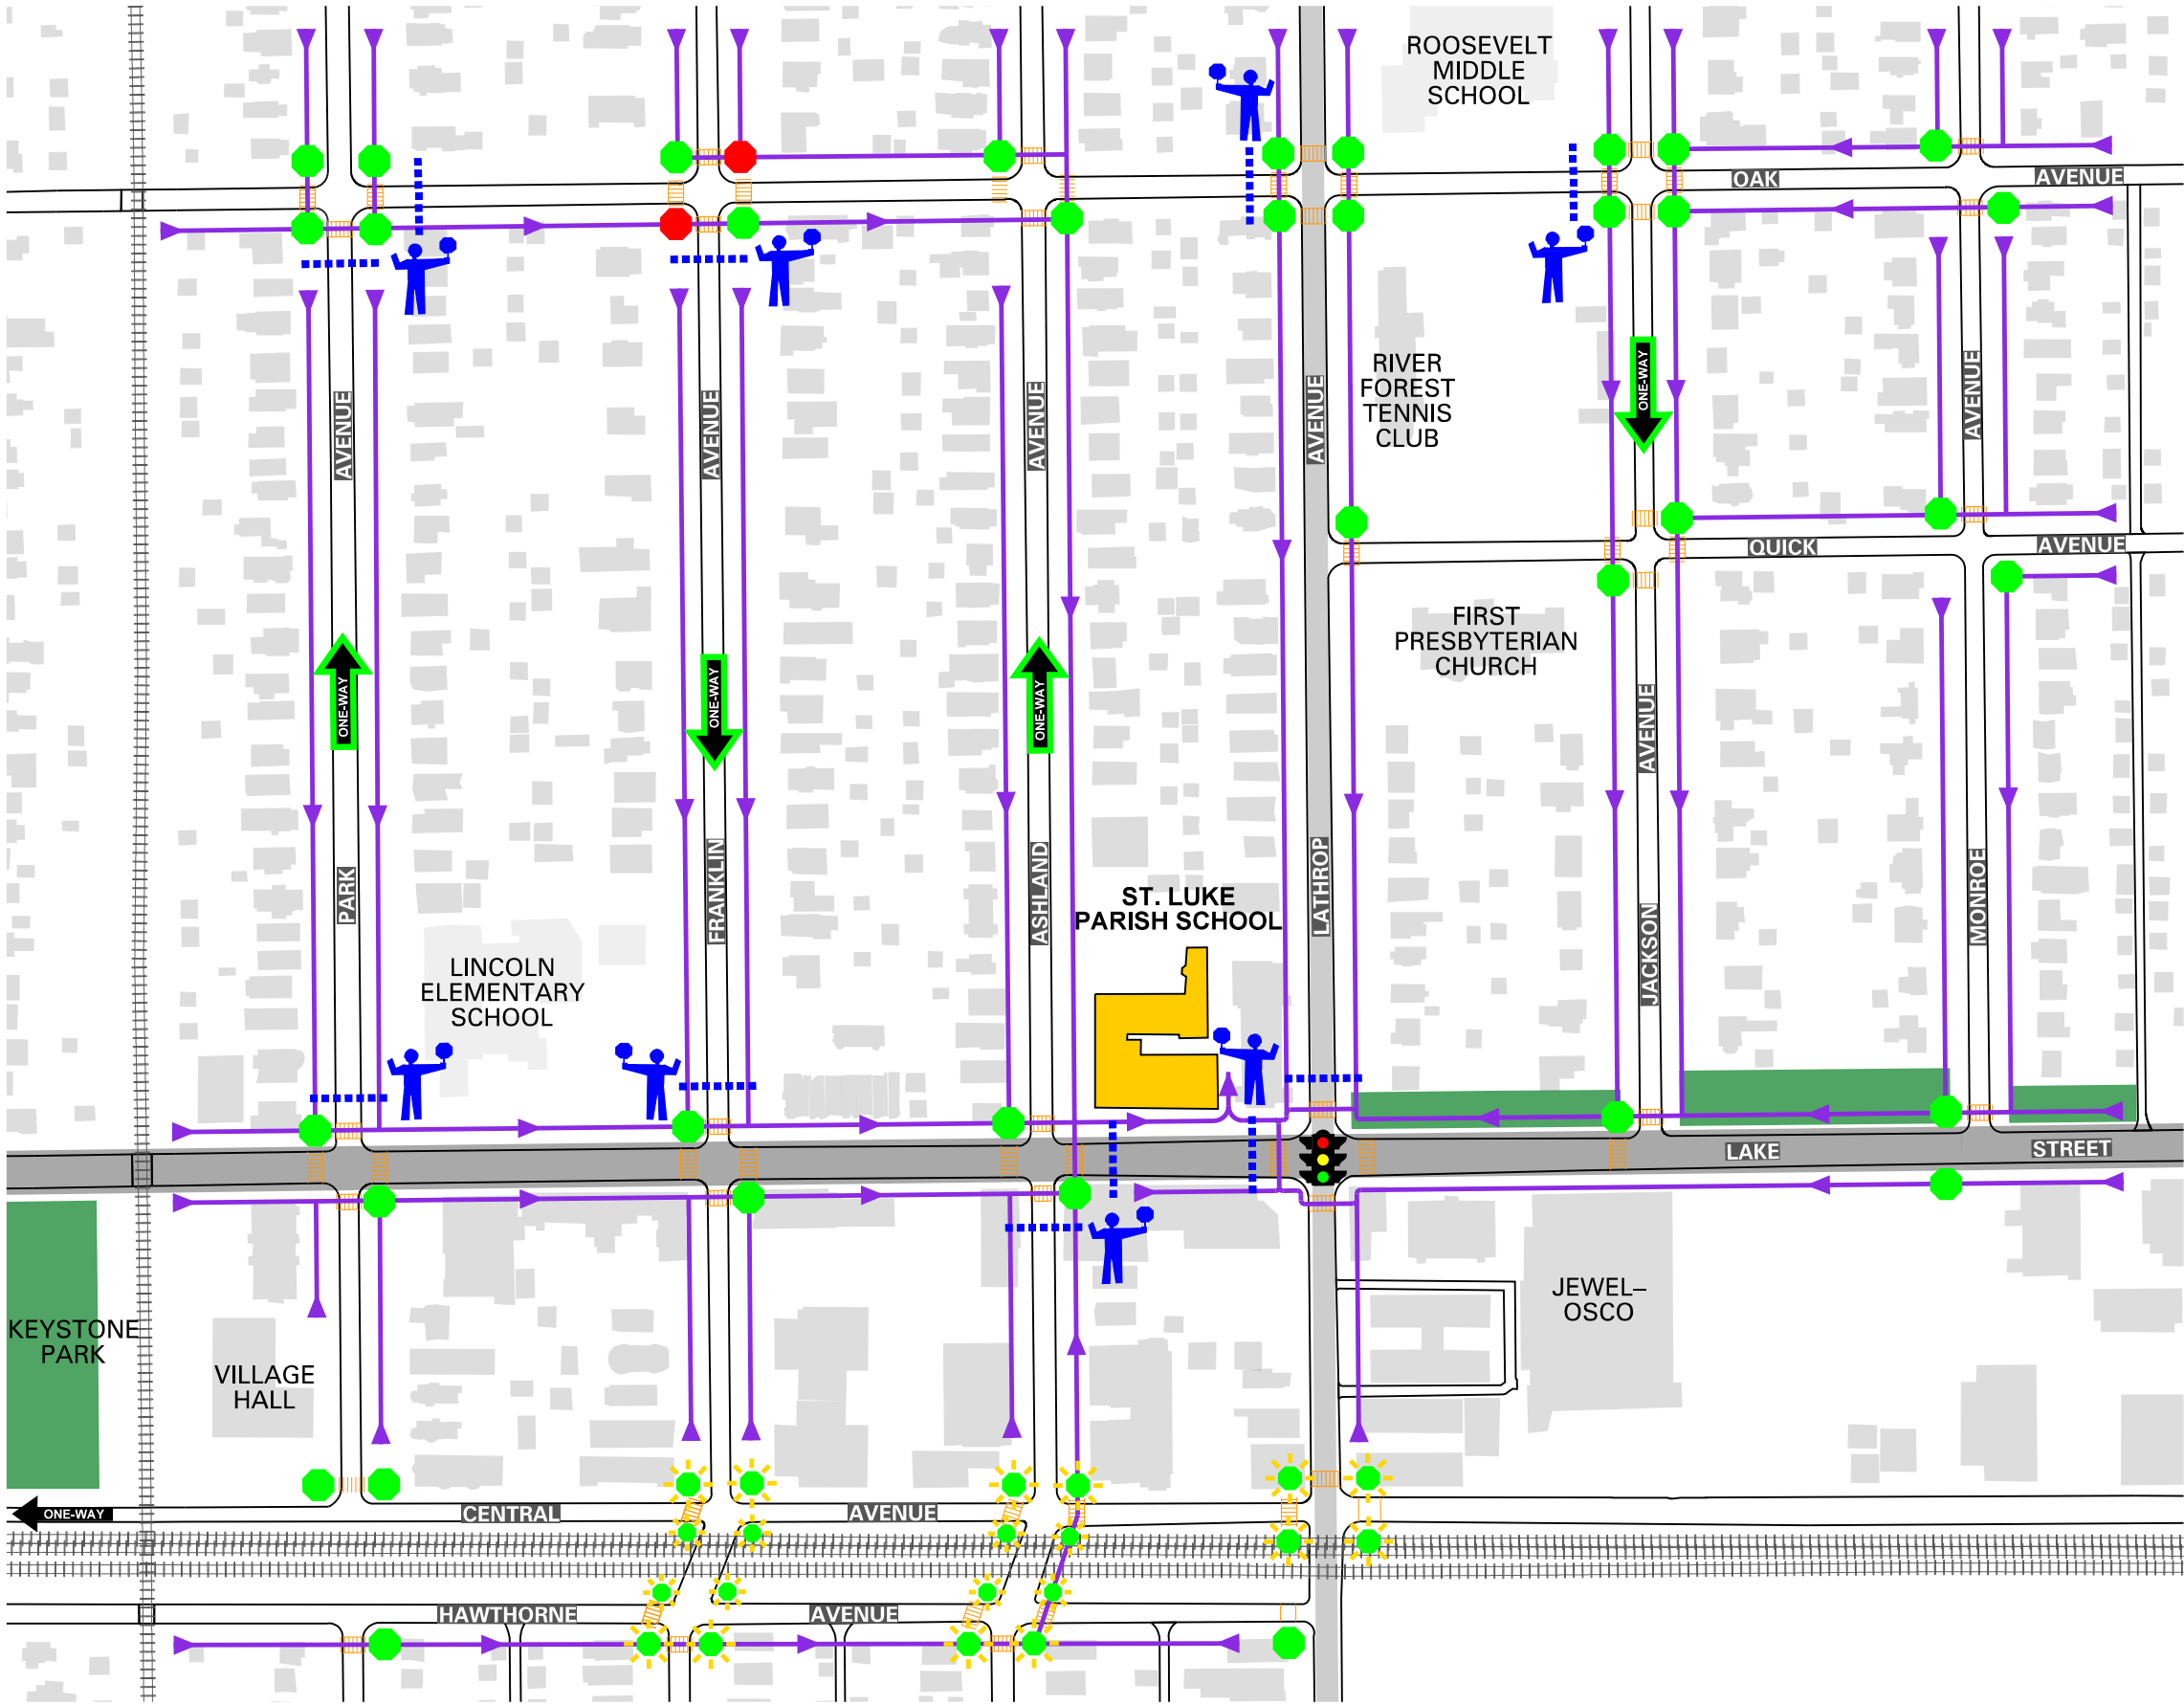 ROOSEVELT
MIDDLE
SCHOOL
OAK
AVENUE
RIVER
FOREST
TENNIS
CLUB
ONE-WAY
AVENUE
AVENUE
AVENUE
AVENUE
AVENUE
QUICK
AVENUE
FIRST
PRESBYTERIAN
CHURCH
ONE-WAY
ONE-WAY
ONE-WAY
AVENUE
PARK
FRANKLIN
ASHLAND
ST. LUKE
PARISH SCHOOL
LATHROP
JACKSON
MONROE
LINCOLN
ELEMENTARY
SCHOOL
LAKE
STREET
KEYSTONE
PARK
VILLAGE
HALL
JEWEL–
OSCO
ONE-WAY
CENTRAL
AVENUE
HAWTHORNE
AVENUE